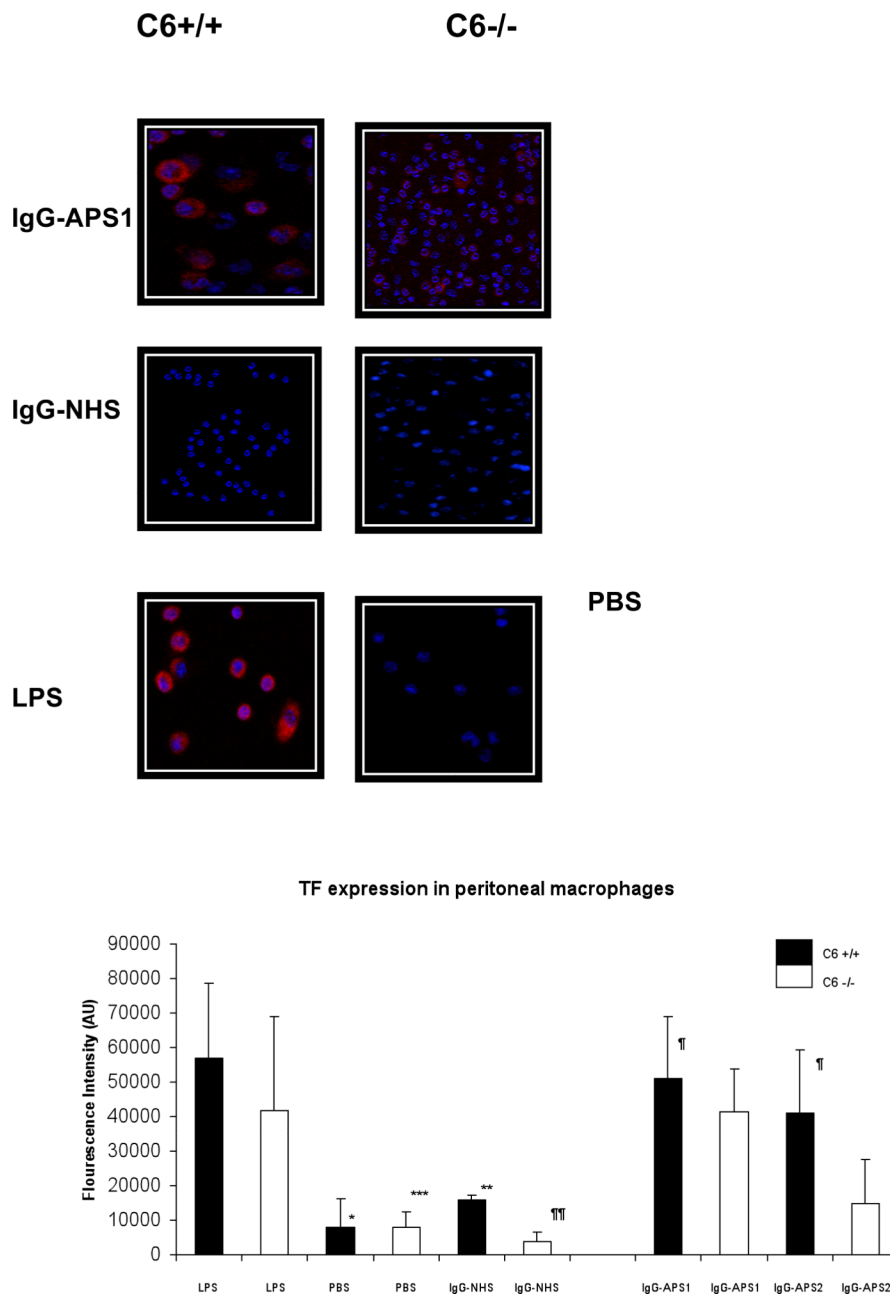 C6+/+ C6-/-
IgG-APS1
IgG-NHS
PBS
LPS
TF expression in peritoneal macrophages
Flourescence Intensity (AU)
90000
80000
70000
60000
50000
40000
30000
20000
10000
0
C6 +/+
C6 -/-
¶ ¶
* *** ** ¶¶
LPS LPS PBS PBS IgG-NHS IgG-NHS IgG-APS1 IgG-APS1 IgG-APS2 IgG-APS2